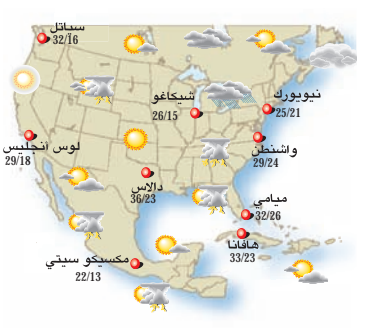 سياتل
32/16
نيويورك
25/21
شيكاغو
26/15
واشنطن
29/24
لوس انجليس
29/18
دالاس
36/23
ميامي
32/26
هافانا
33/23
مكسيكو سيتي
22/13